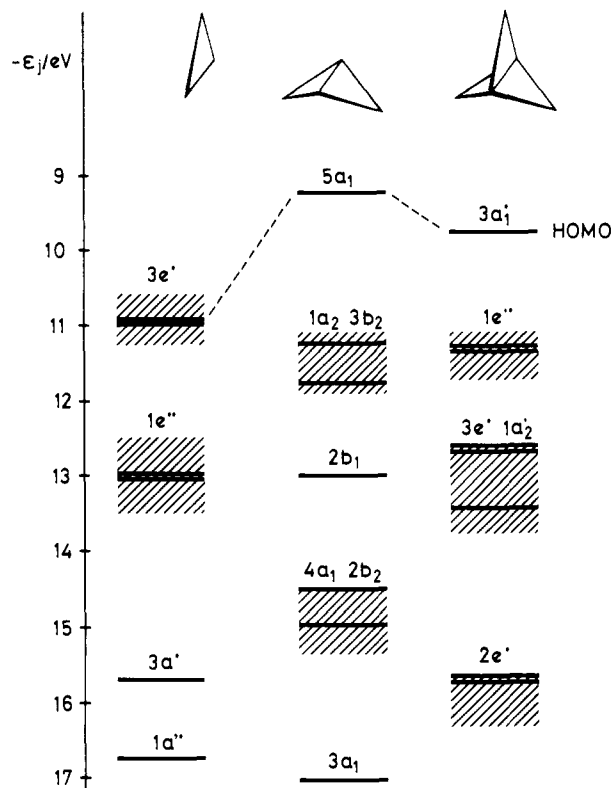 -εj/eV
9
5a1
3a1' HOMO
10
3e'
11
1a2 3b2
1e"
12
1e"
3e' 1a2'
13
2b1
14
4a1 2b2
15
3a'
2e'
16
1a"
3a1
17